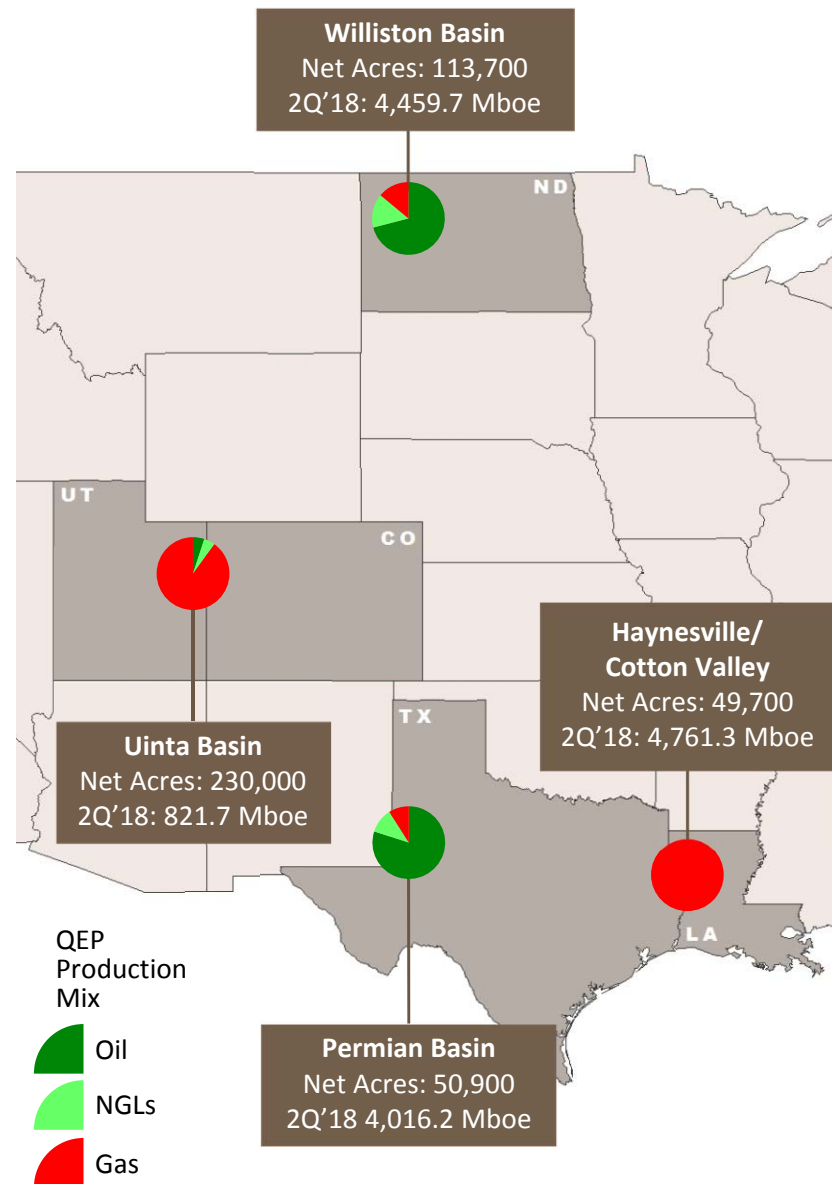 Williston Basin
Net Acres: 113,700
2Q’18: 4,459.7 Mboe
ND
UT
CO
Haynesville/
Cotton Valley
Net Acres: 49,700
2Q’18: 4,761.3 Mboe
TX
Uinta Basin
Net Acres: 230,000
2Q’18: 821.7 Mboe
LA
QEP
Production
Mix
Oil
NGLs
Gas
Permian Basin
Net Acres: 50,900
2Q’18 4,016.2 Mboe